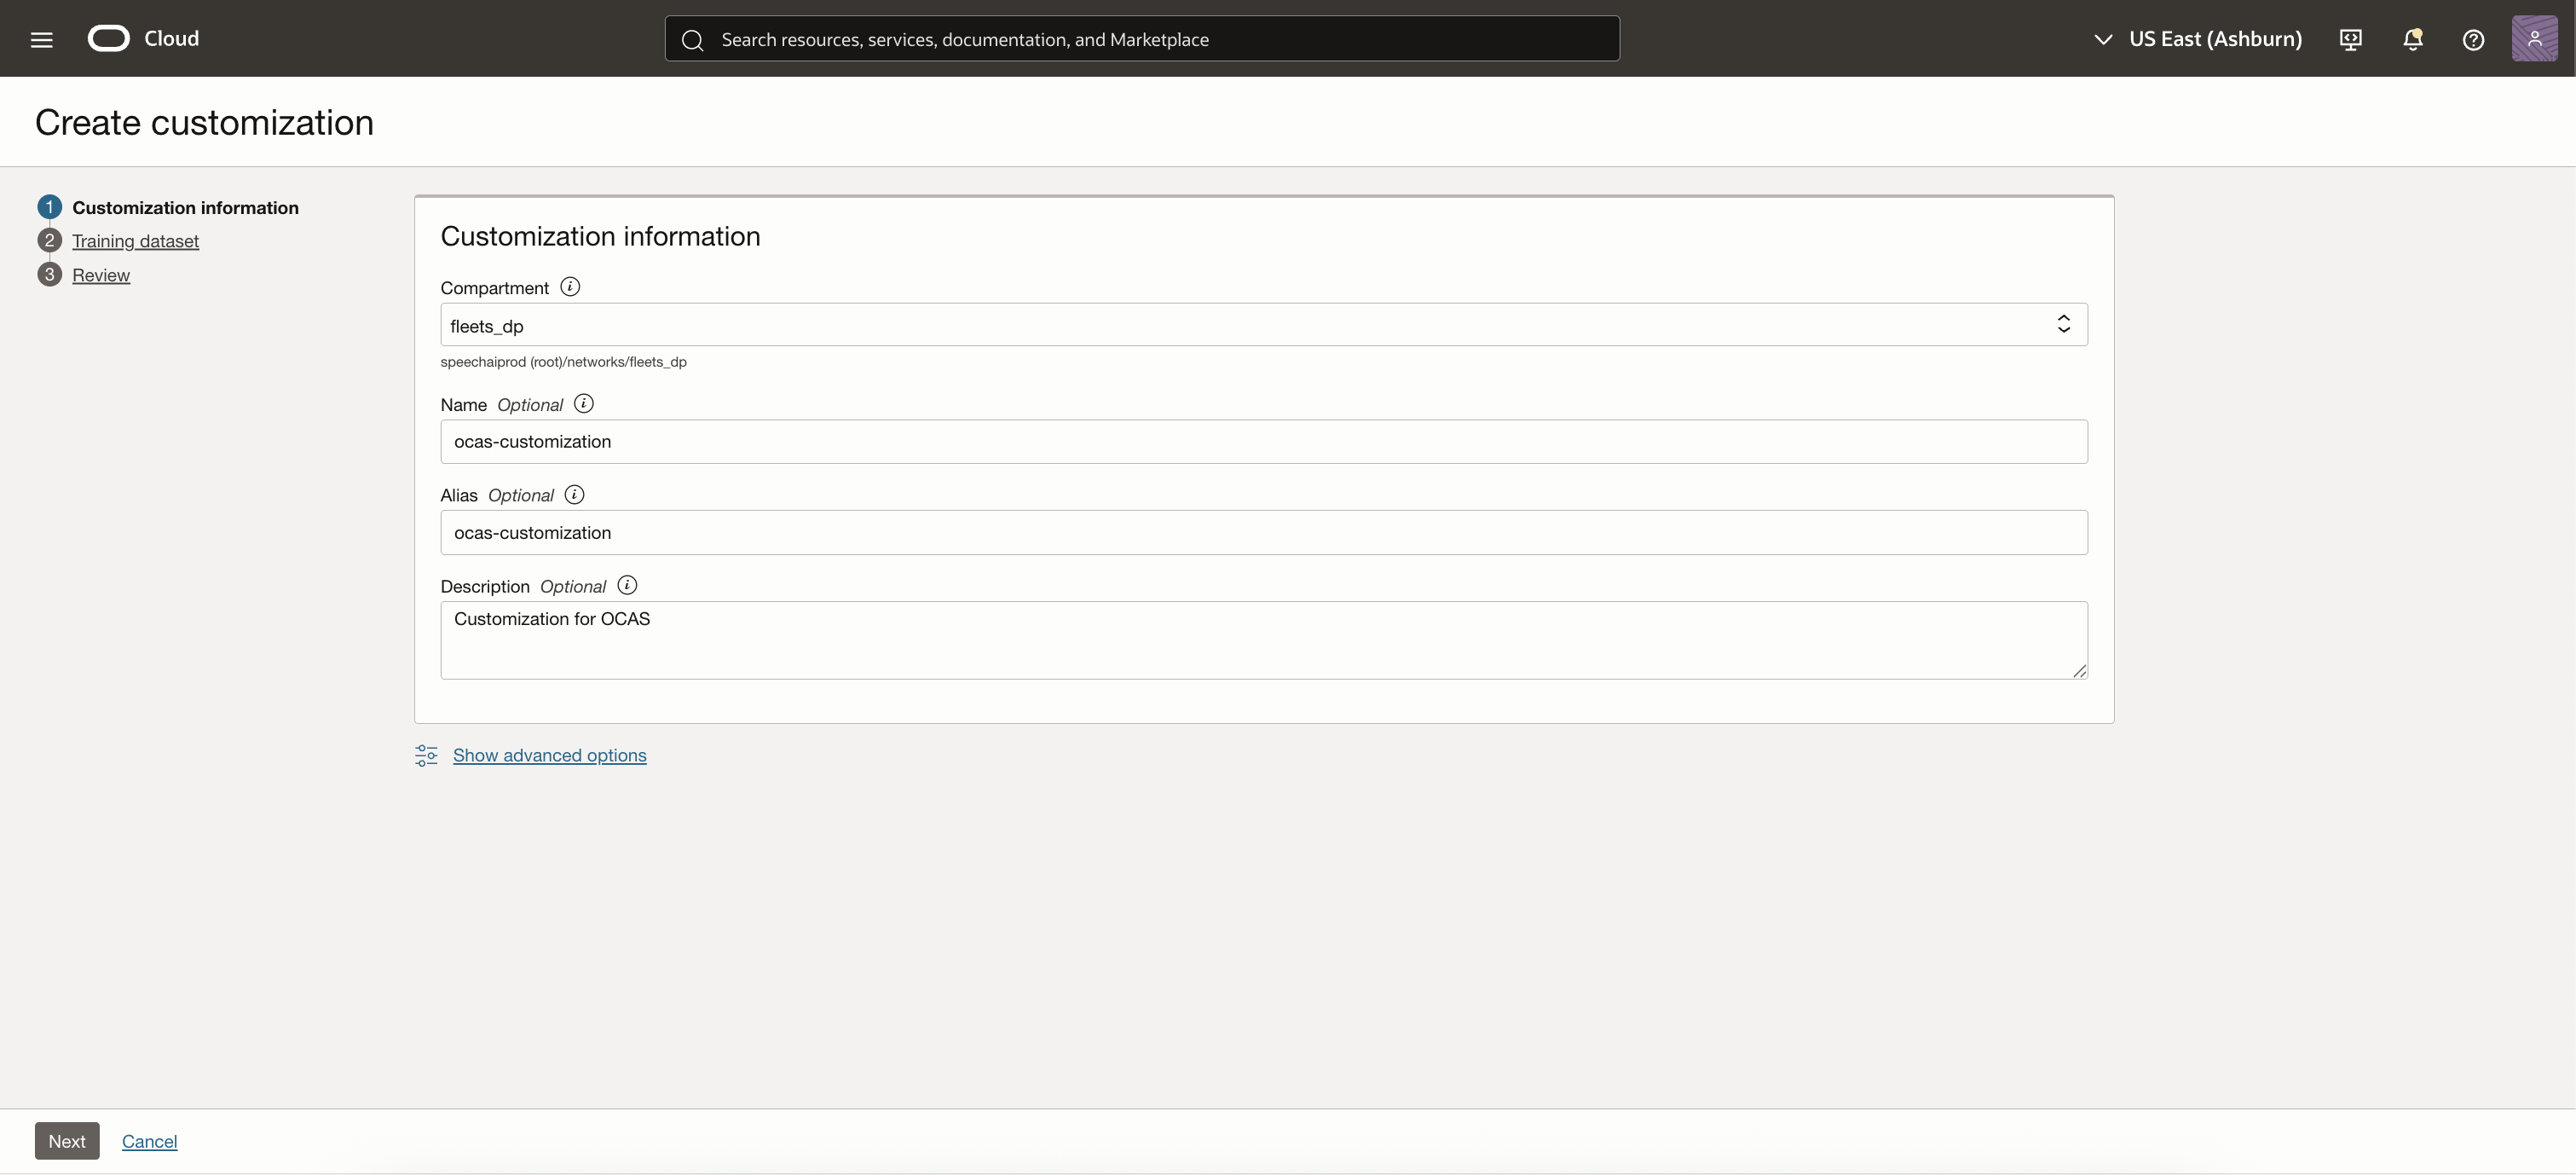 Cloud
Search resources, services, documentation, and Marketplace
US East (Ashburn)
Create customization
1 Customization information
2 Training dataset
3 Review
Customization information
Compartment
fleets_dp
speechaiprod (root)/networks/fleets_dp
Name Optional
ocas-customization
Alias Optional
ocas-customization
Description Optional
Customization for OCAS
Show advanced options
Next Cancel